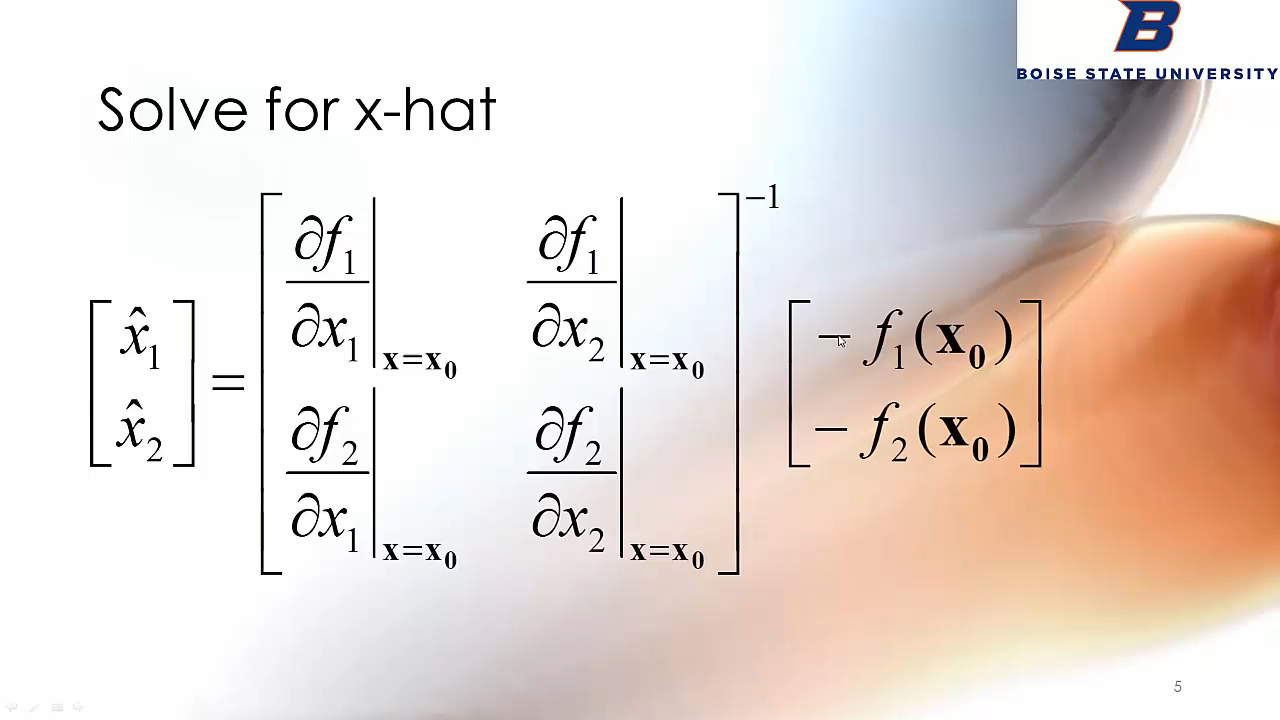 B
BOISE STATE UNIVERSITY
Solve for x-hat
[x̂₁ ; x̂₂] = [∂f₁/∂x₁|ₓ₌ₓ₀ ∂f₁/∂x₂|ₓ₌ₓ₀ ; ∂f₂/∂x₁|ₓ₌ₓ₀ ∂f₂/∂x₂|ₓ₌ₓ₀]⁻¹ [−f₁(x₀) ; −f₂(x₀)]
5